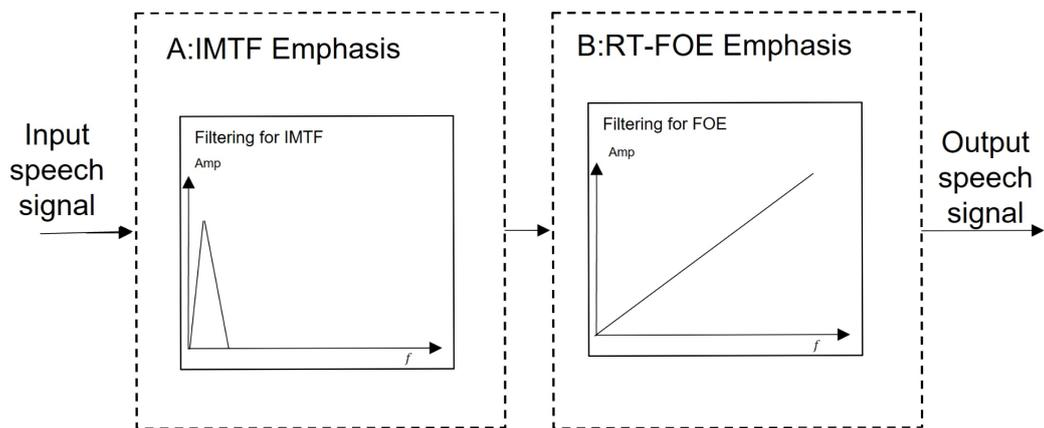 Input
speech
signal
A:IMTF Emphasis
Filtering for IMTF
Amp
f
B:RT-FOE Emphasis
Filtering for FOE
Amp
f
Output
speech
signal